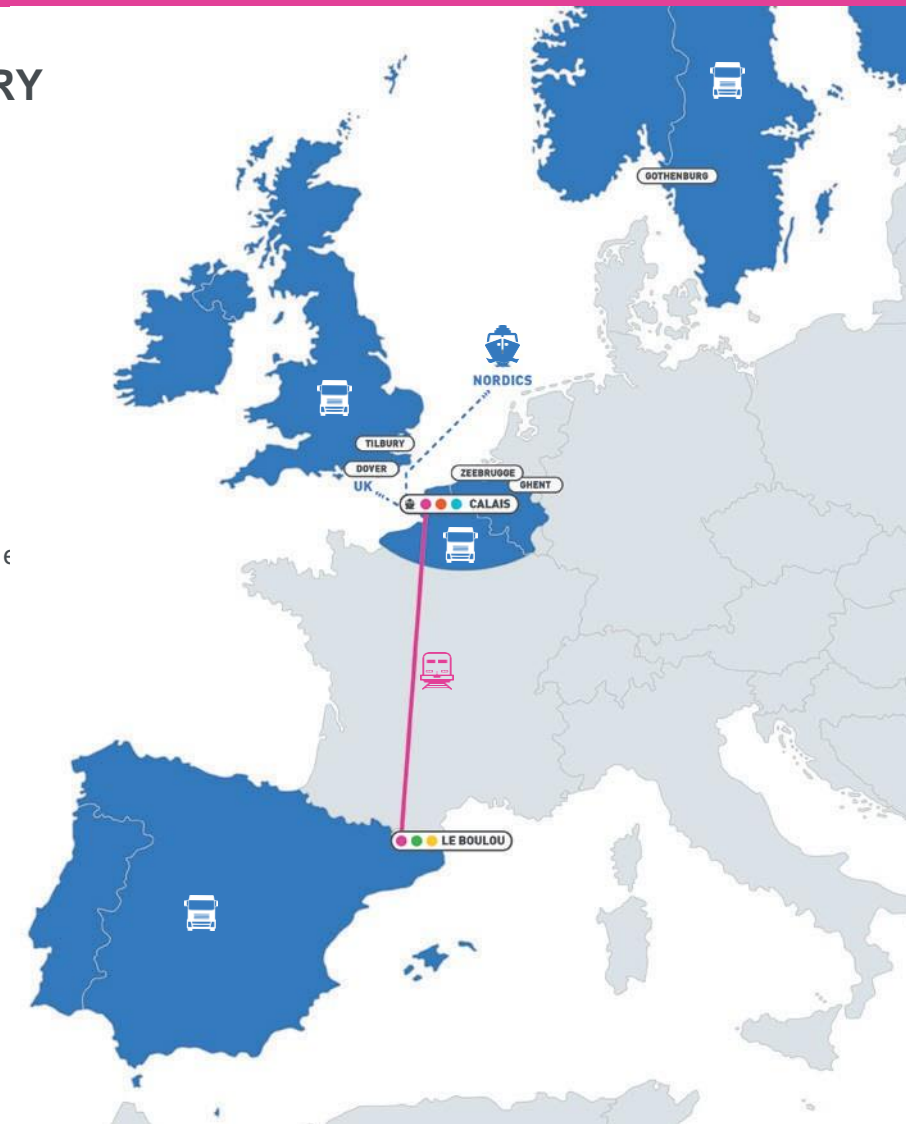 RY
GOTHENBURG
NORDICS
TILBURY
DOVER
ZEEBRUGGE
UK
GHENT
CALAIS
e
LE BOULOU